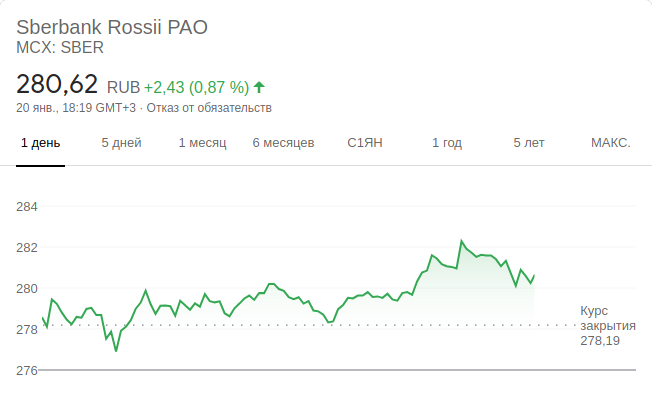 Sberbank Rossii PAO
MCX: SBER
280,62 RUB +2,43 (0,87 %)
20 янв., 18:19 GMT+3 · Отказ от обязательств
1 день 5 дней 1 месяц 6 месяцев С1ЯН 1 год 5 лет МАКС.
284
282
280
278
276
Курс
закрытия
278,19